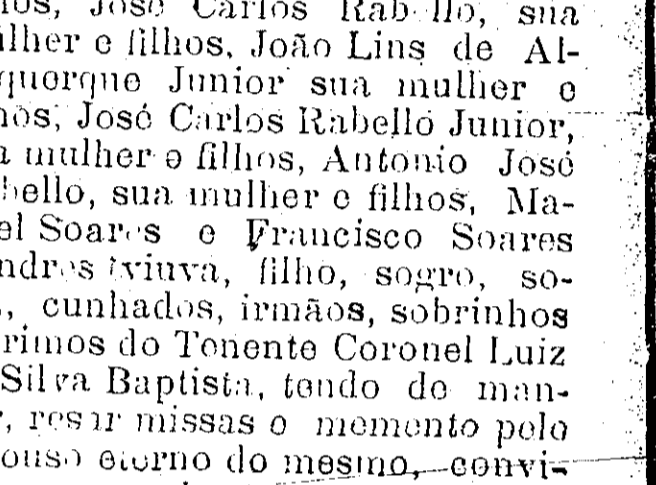 José Carlos Rabello, sua
ulher e filhos, João Lins de Al-
querque Junior sua mulher e
hos, José Carlos Rabello Junior,
a mulher e filhos, Antonio José
bello, sua mulher e filhos, Ma-
el Soares e Francisco Soares
ndres viuva, filho, sogro, so-
, cunhados, irmãos, sobrinhos
rimos do Tenente Coronel Luiz
Silva Baptista, tendo de man-
, resar missas o momento pelo
ouso eterno do mesmo, convi-